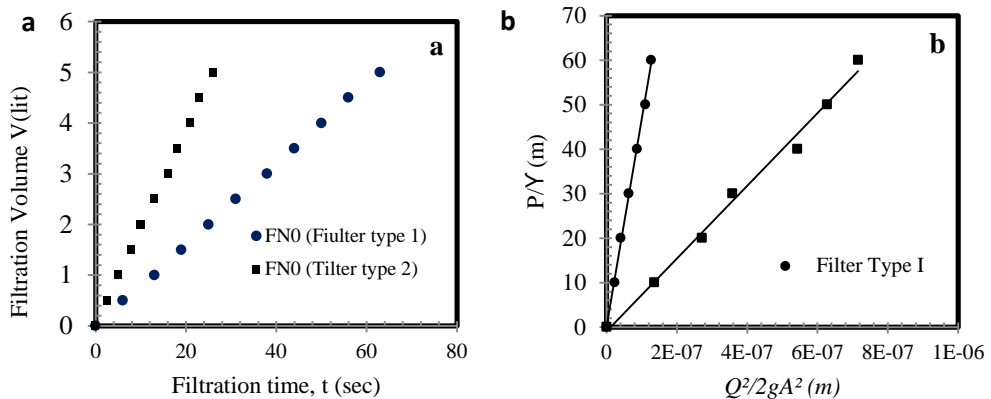 a
a
6
5
4
3
2
1
0
Filtration Volume V(lit)
FN0 (Fiulter type 1)
FN0 (Tilter type 2)
0
20
40
60
80
Filtration time, t (sec)
b
b
70
60
50
40
30
20
10
0
P/Y (m)
Filter Type I
0
2E-07
4E-07
6E-07
8E-07
1E-06
Q²/2gA² (m)